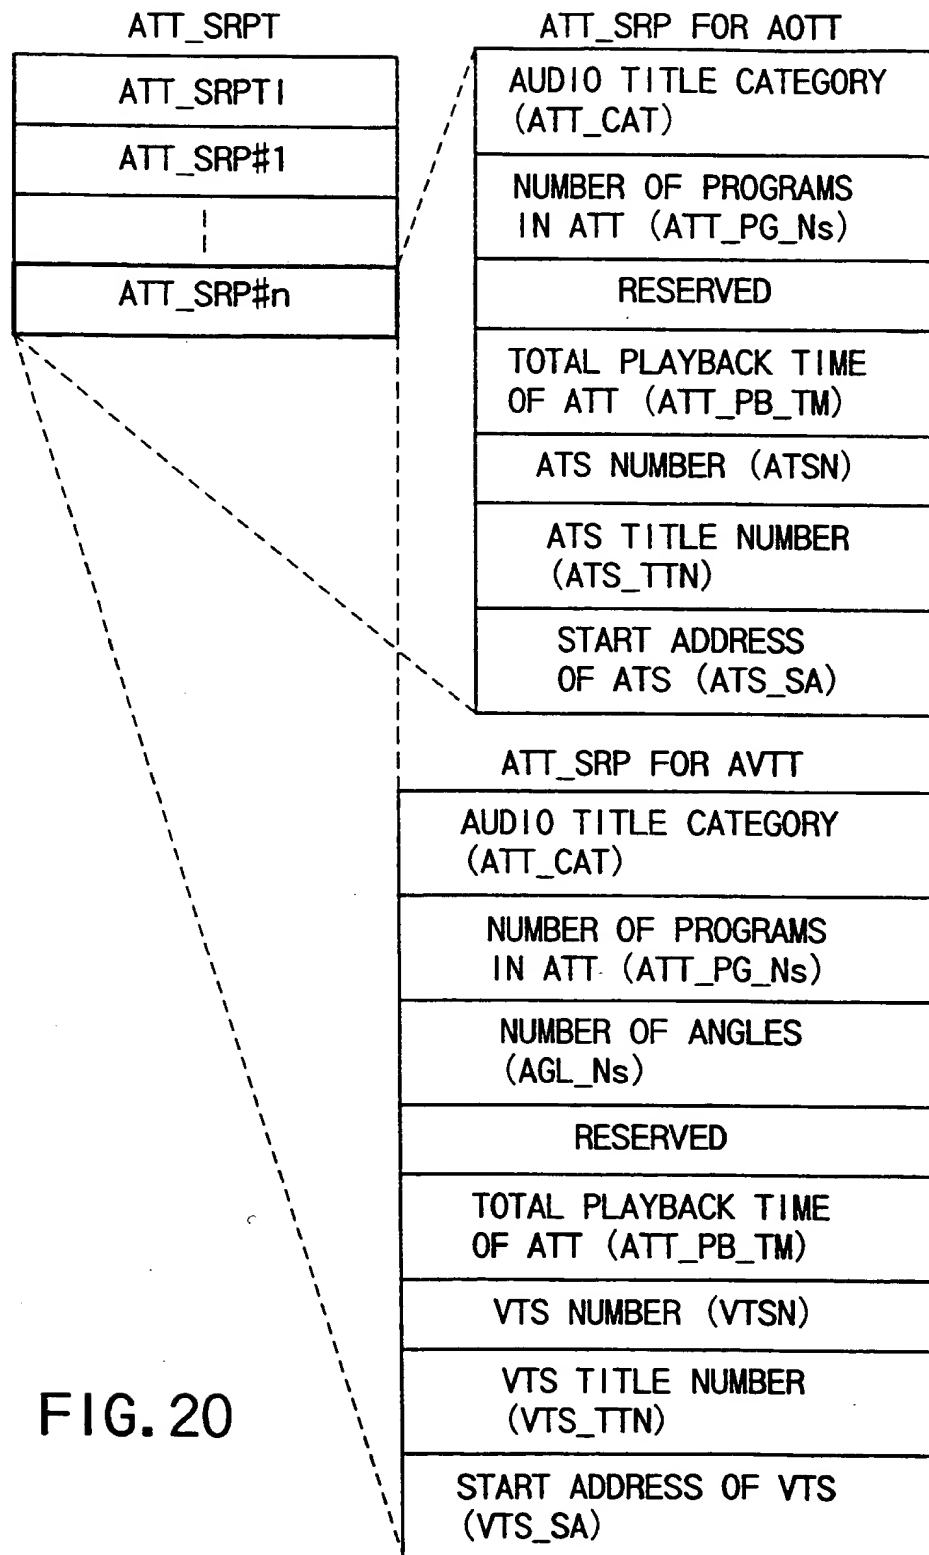 ATT_SRPT
ATT_SRPTI
ATT_SRP#1
ATT_SRP#n
ATT_SRP FOR AOTT
AUDIO TITLE CATEGORY
(ATT_CAT)
NUMBER OF PROGRAMS
IN ATT (ATT_PG_Ns)
RESERVED
TOTAL PLAYBACK TIME
OF ATT (ATT_PB_TM)
ATS NUMBER (ATSN)
ATS TITLE NUMBER
(ATS_TTN)
START ADDRESS
OF ATS (ATS_SA)
ATT_SRP FOR AVTT
AUDIO TITLE CATEGORY
(ATT_CAT)
NUMBER OF PROGRAMS
IN ATT (ATT_PG_Ns)
NUMBER OF ANGLES
(AGL_Ns)
RESERVED
TOTAL PLAYBACK TIME
OF ATT (ATT_PB_TM)
VTS NUMBER (VTSN)
VTS TITLE NUMBER
(VTS_TTN)
START ADDRESS OF VTS
(VTS_SA)
FIG. 20